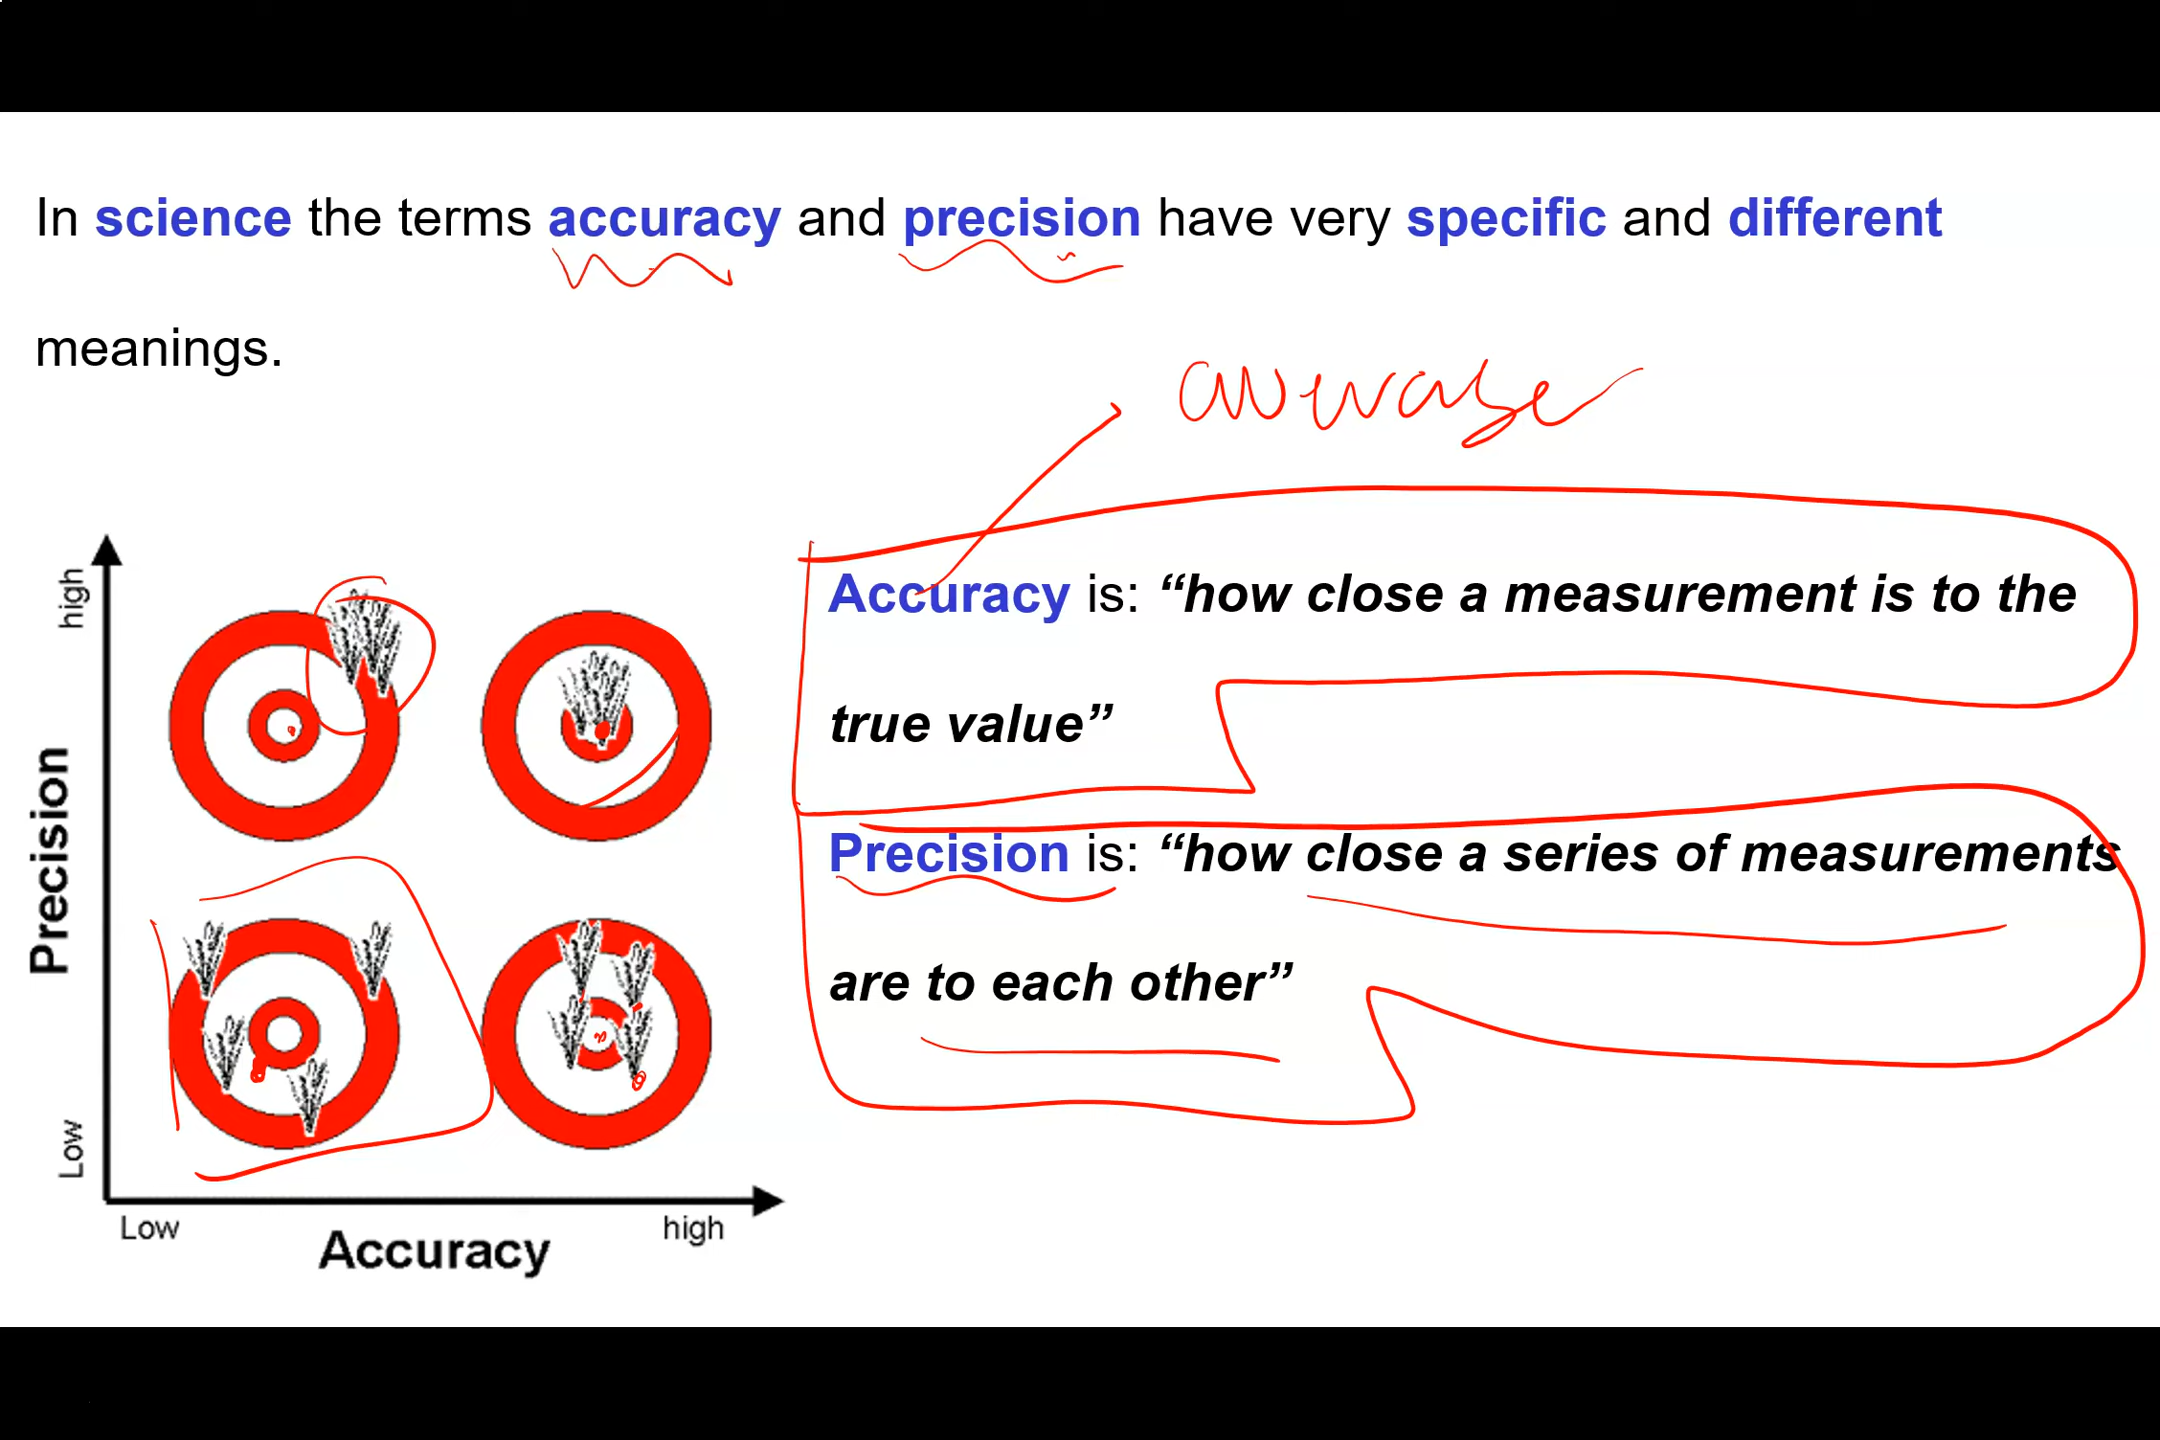 In science the terms accuracy and precision have very specific and different
meanings.
average
Accuracy is: “how close a measurement is to the
true value”
Precision is: “how close a series of measurements
are to each other”
high
Precision
Low
Low
high
Accuracy